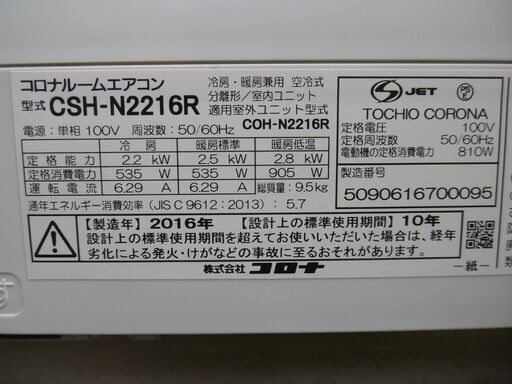 コロナルームエアコン
型式 CSH-N2216R
冷房・暖房兼用 空冷式
分離形／室内ユニット
適用室外ユニット型式
COH-N2216R
電源：単相 100V 周波数：50/60Hz
冷 房 暖房標準 暖房低温
定格能力 2.2 kW 2.5 kW 2.8 kW
定格消費電力 535 W 535 W 905 W
運転電流 6.29 A 6.29 A 総質量：9.5kg
通年エネルギー消費効率（JIS C 9612：2013）：5.7
【製造年】2016年 【設計上の標準使用期間】10年
設計上の標準使用期間を超えてお使いいただいた場合は、経年
劣化による発火・けがなどの事故に至るおそれがあります。
株式会社 コロナ
S JET
PS E
TOCHIO CORONA
定格電圧 100V
定格周波数 50/60Hz
電動機の定格消費電力 810W
製造番号
5090616700095
―紙―
す